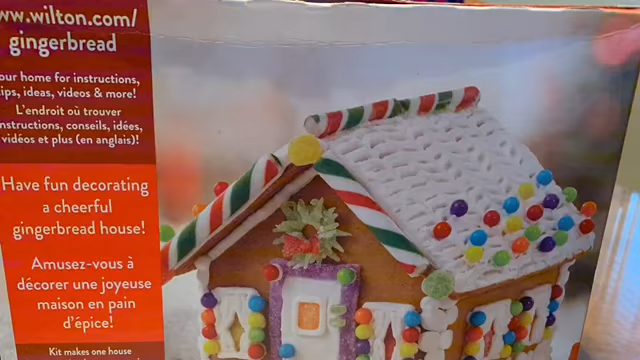 ww.wilton.com/
gingerbread
our home for instructions,
tips, ideas, videos & more!
L'endroit où trouver
instructions, conseils, idées,
vidéos et plus (en anglais)!
Have fun decorating
a cheerful
gingerbread house!
Amusez-vous à
décorer une joyeuse
maison en pain
d'épice!
Kit makes one house